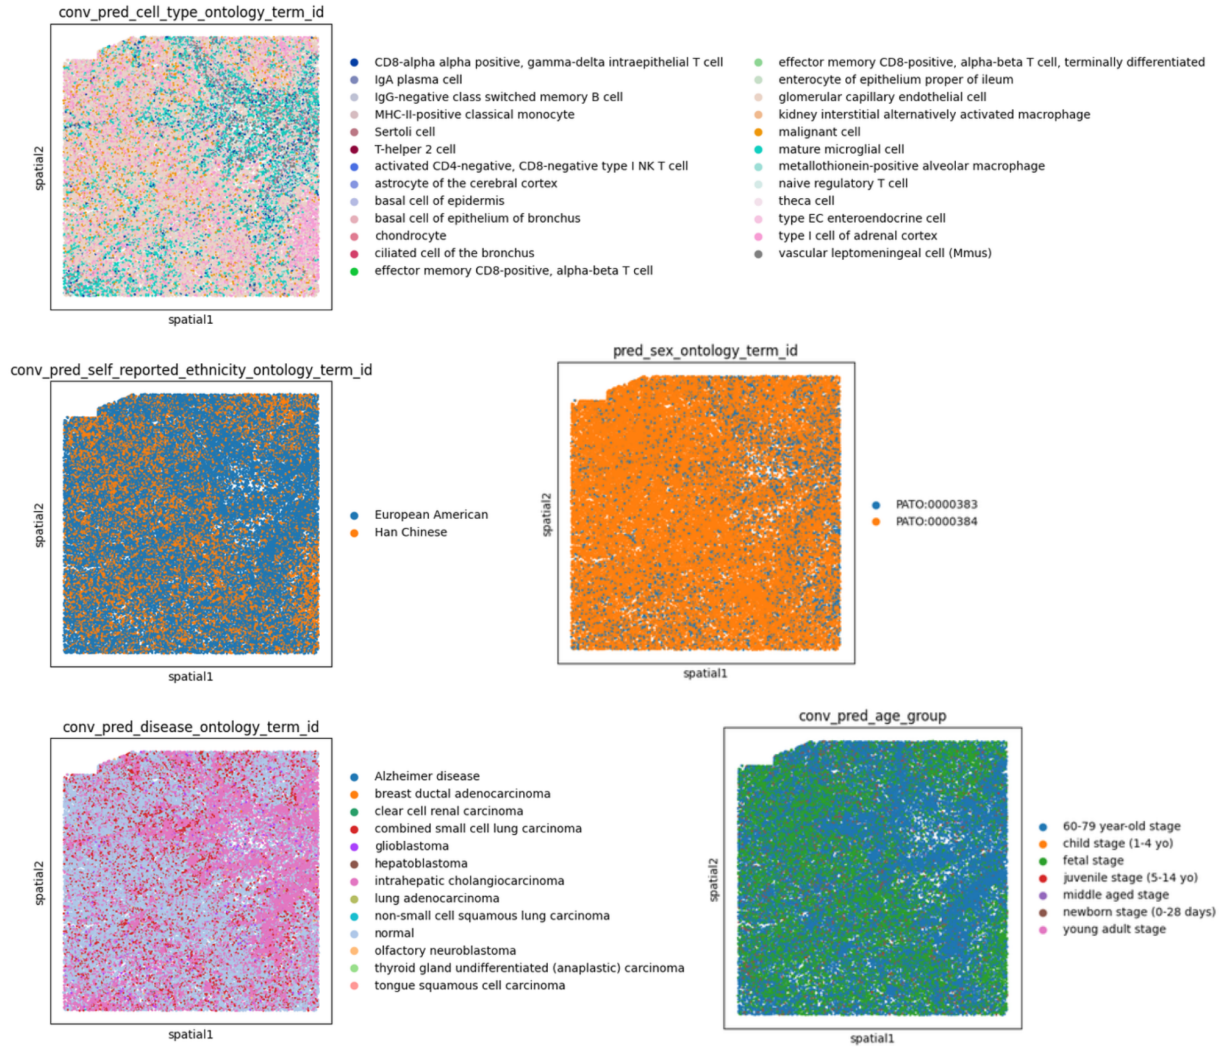 conv_pred_cell_type_ontology_term_id
spatial2
spatial1
CD8-alpha alpha positive, gamma-delta intraepithelial T cell
IgA plasma cell
IgG-negative class switched memory B cell
MHC-II-positive classical monocyte
Sertoli cell
T-helper 2 cell
activated CD4-negative, CD8-negative type I NK T cell
astrocyte of the cerebral cortex
basal cell of epidermis
basal cell of epithelium of bronchus
chondrocyte
ciliated cell of the bronchus
effector memory CD8-positive, alpha-beta T cell
effector memory CD8-positive, alpha-beta T cell, terminally differentiated
enterocyte of epithelium proper of ileum
glomerular capillary endothelial cell
kidney interstitial alternatively activated macrophage
malignant cell
mature microglial cell
metallothionein-positive alveolar macrophage
naive regulatory T cell
theca cell
type EC enteroendocrine cell
type I cell of adrenal cortex
vascular leptomeningeal cell (Mmus)
conv_pred_self_reported_ethnicity_ontology_term_id
spatial2
spatial1
European American
Han Chinese
pred_sex_ontology_term_id
spatial2
spatial1
PATO:0000383
PATO:0000384
conv_pred_disease_ontology_term_id
spatial2
spatial1
Alzheimer disease
breast ductal adenocarcinoma
clear cell renal carcinoma
combined small cell lung carcinoma
glioblastoma
hepatoblastoma
intrahepatic cholangiocarcinoma
lung adenocarcinoma
non-small cell squamous lung carcinoma
normal
olfactory neuroblastoma
thyroid gland undifferentiated (anaplastic) carcinoma
tongue squamous cell carcinoma
conv_pred_age_group
spatial2
spatial1
60-79 year-old stage
child stage (1-4 yo)
fetal stage
juvenile stage (5-14 yo)
middle aged stage
newborn stage (0-28 days)
young adult stage